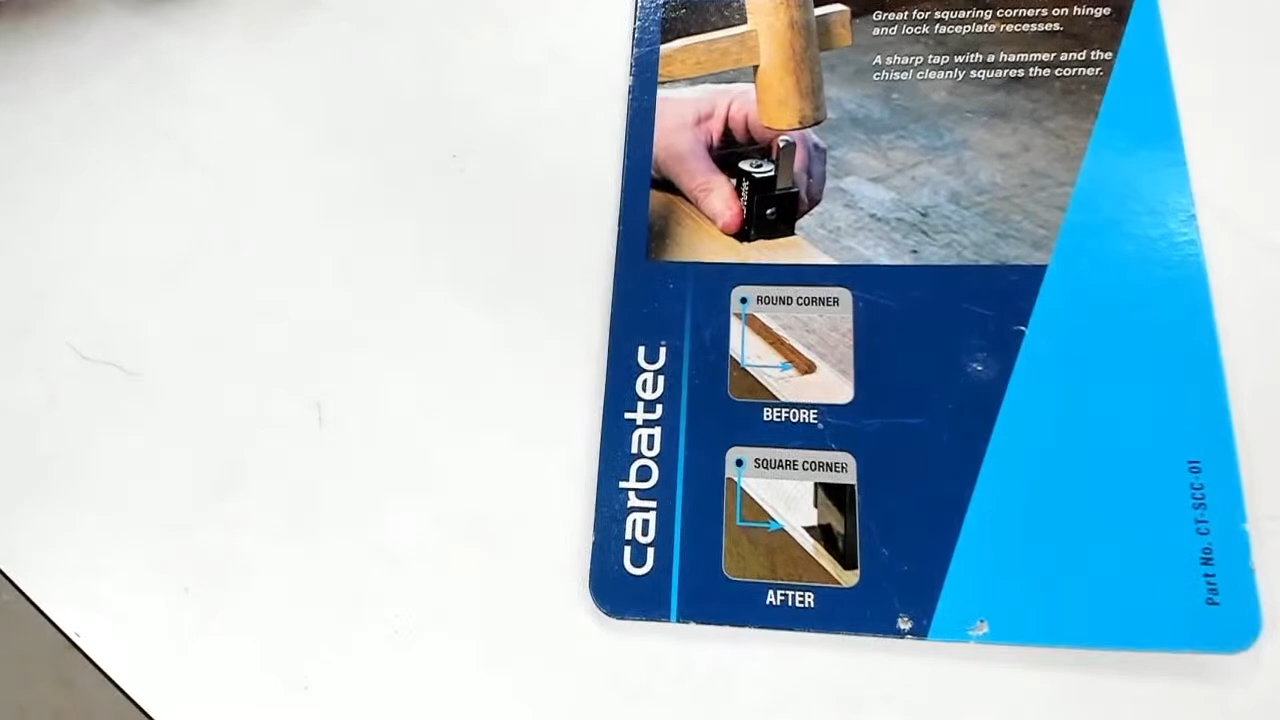 Great for squaring corners on hinge
and lock faceplate recesses.
A sharp tap with a hammer and the
chisel cleanly squares the corner.
ROUND CORNER
BEFORE
carbatec
SQUARE CORNER
AFTER
Part No. CT-SCC-01